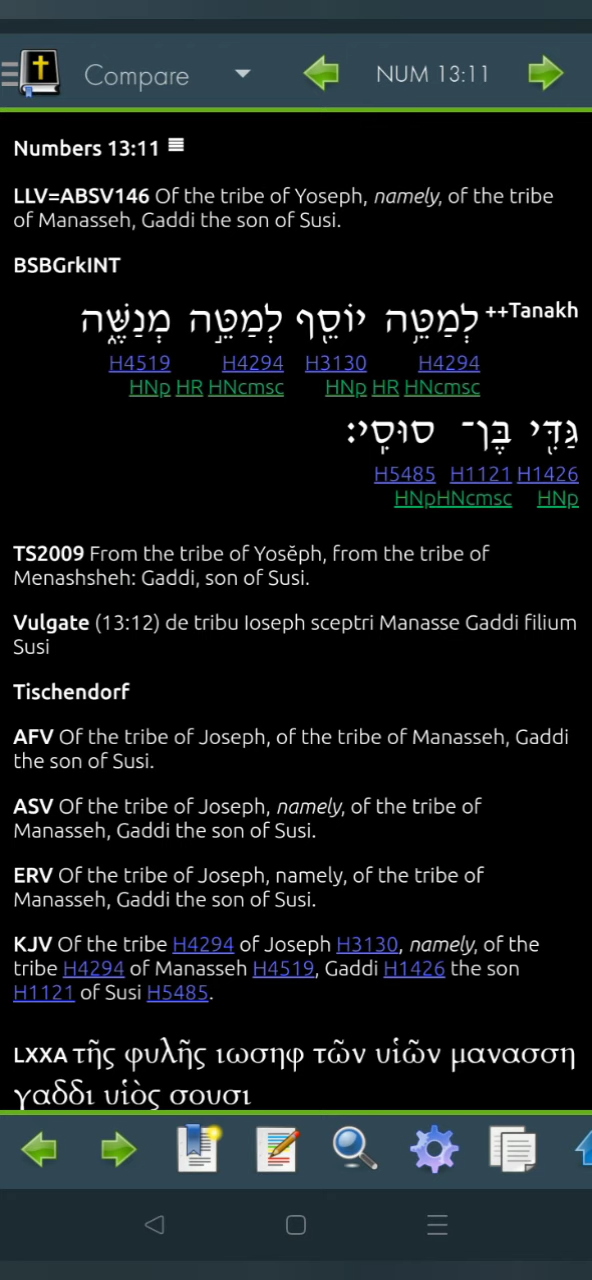 Compare NUM 13:11
Numbers 13:11
LLV=ABSV146 Of the tribe of Yoseph, namely, of the tribe
of Manasseh, Gaddi the son of Susi.
BSBGrkINT
++Tanakh לְמַטֵּ֥ה יוֹסֵ֖ף לְמַטֵּ֣ה מְנַשֶּׁ֑ה
H4519 H4294 H3130 H4294
HNp HR HNcmsc HNp HR HNcmsc
גַּדִּ֖י בֶּן־ סוּסִֽי׃
H5485 H1121 H1426
HNpHNcmsc HNp
TS2009 From the tribe of Yosĕph, from the tribe of
Menashsheh: Gaddi, son of Susi.
Vulgate (13:12) de tribu Ioseph sceptri Manasse Gaddi filium
Susi
Tischendorf
AFV Of the tribe of Joseph, of the tribe of Manasseh, Gaddi
the son of Susi.
ASV Of the tribe of Joseph, namely, of the tribe of
Manasseh, Gaddi the son of Susi.
ERV Of the tribe of Joseph, namely, of the tribe of
Manasseh, Gaddi the son of Susi.
KJV Of the tribe H4294 of Joseph H3130, namely, of the
tribe H4294 of Manasseh H4519, Gaddi H1426 the son
H1121 of Susi H5485.
LXXA τῆς φυλῆς ιωσηφ τῶν υἱῶν μανασση
γαδδι υἱὸς σουσι